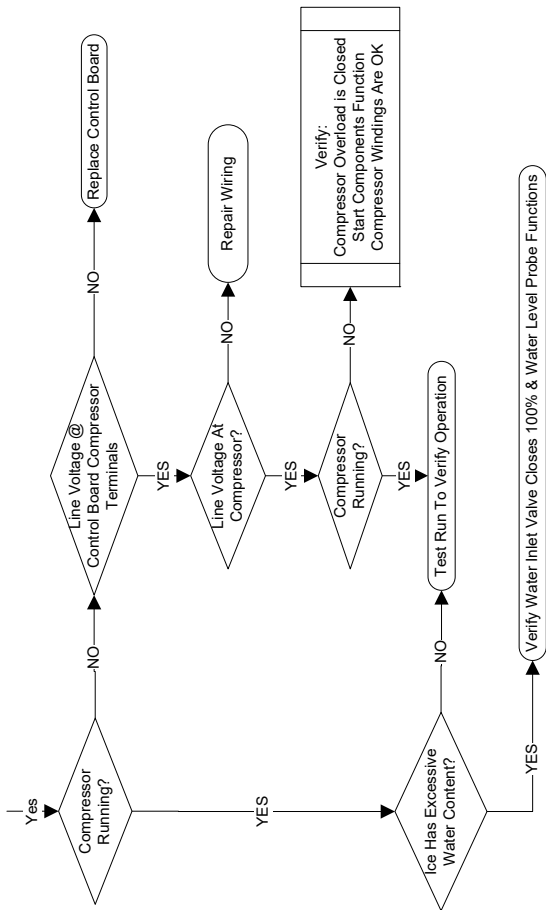 Yes
Compressor
Running?
NO
Line Voltage @
Control Board Compressor
Terminals
NO
Replace Control Board
YES
Line Voltage At
Compressor?
NO
Repair Wiring
YES
Compressor
Running?
NO
Verify:
Compressor Overload is Closed
Start Components Function
Compressor Windings Are OK
YES
Test Run To Verify Operation
YES
Ice Has Excessive
Water Content?
NO
YES
Verify Water Inlet Valve Closes 100% & Water Level Probe Functions